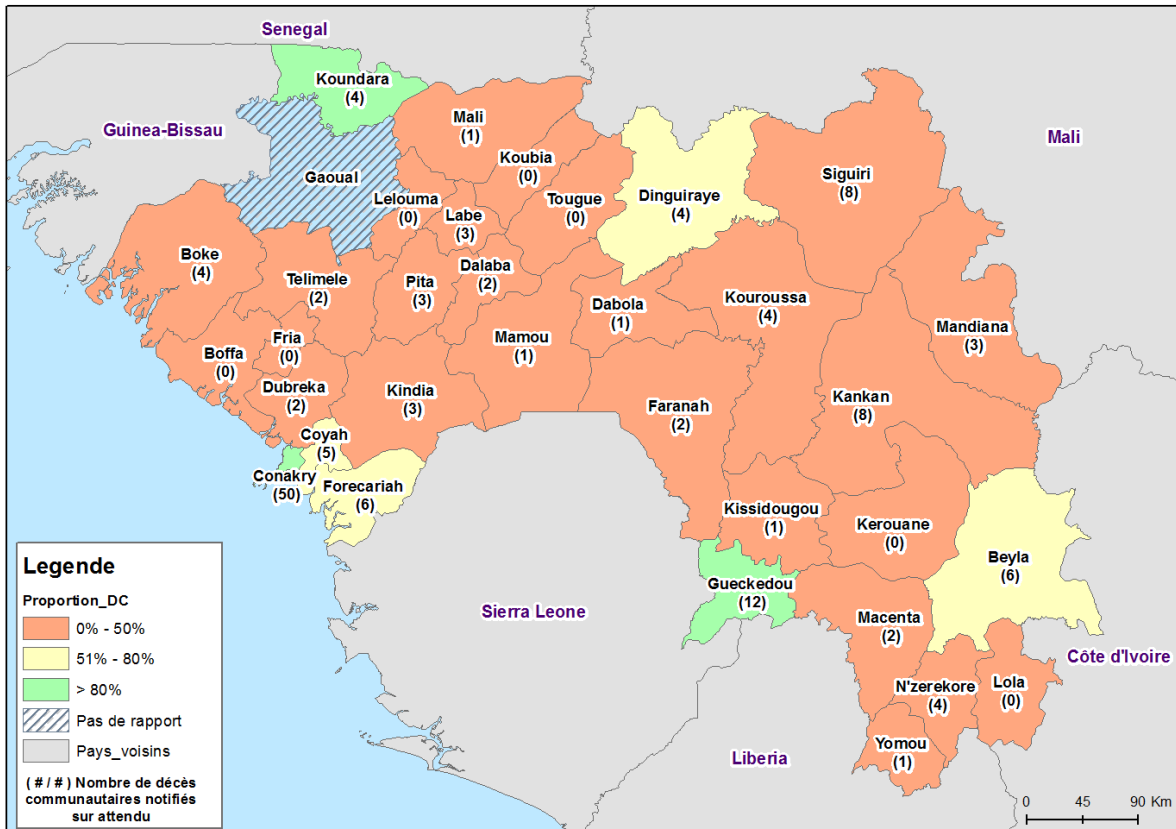 Senegal
Koundara
(4)
Guinea-Bissau
Mali
(1)
Mali
Koubia
(0)
Siguiri
(8)
Gaoual
Dinguiraye
(4)
Lelouma
(0)
Labe
(3)
Tougue
(0)
Boke
(4)
Telimele
(2)
Pita
(3)
Dalaba
(2)
Dabola
(1)
Kouroussa
(4)
Mandiana
(3)
Fria
(0)
Mamou
(1)
Boffa
(0)
Dubreka
(2)
Kindia
(3)
Faranah
(2)
Kankan
(8)
Coyah
(5)
Conakry
(50)
Forecariah
(6)
Kissidougou
(1)
Kerouane
(0)
Beyla
(6)
Gueckedou
(12)
Sierra Leone
Macenta
(2)
Côte d'Ivoire
N'zerekore
(4)
Lola
(0)
Yomou
(1)
Liberia
Legende
Proportion_DC
0% - 50%
51% - 80%
> 80%
Pas de rapport
Pays_voisins
( # / # ) Nombre de décès
communautaires notifiés
sur attendu
0 45 90 Km